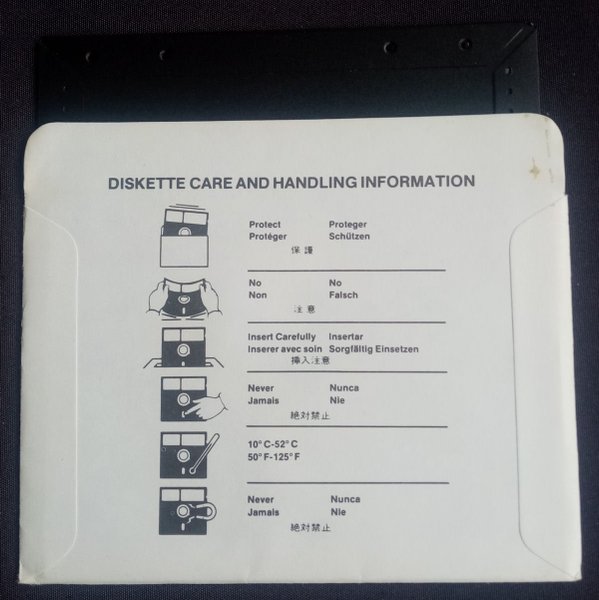 DISKETTE CARE AND HANDLING INFORMATION
Protect Proteger
Protéger Schützen
保護
No No
Non Falsch
注意
Insert Carefully Insertar
Inserer avec soin Sorgfältig Einsetzen
挿入注意
Never Nunca
Jamais Nie
絶対禁止
10° C-52° C
50° F-125° F
Never Nunca
Jamais Nie
絶対禁止